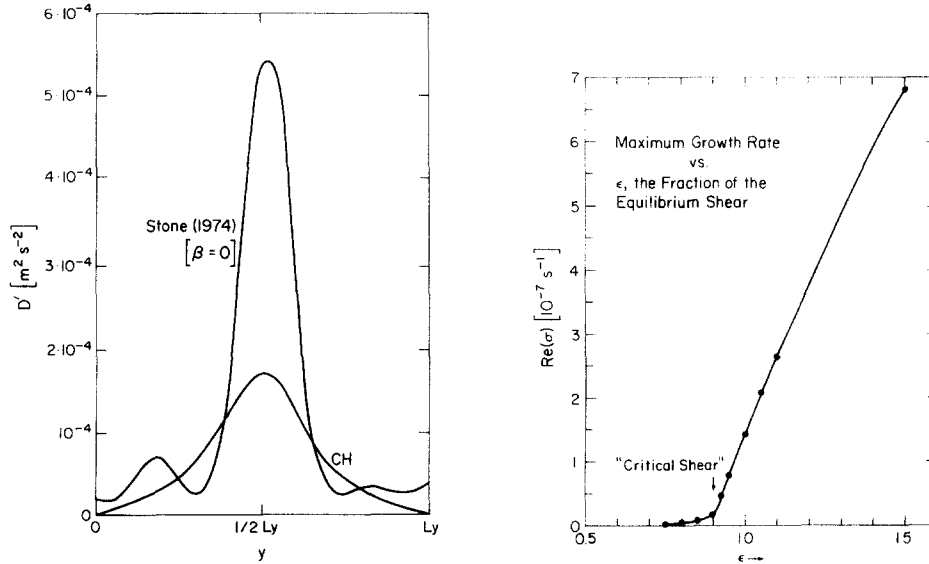 6·10⁻⁴
5·10⁻⁴
4·10⁻⁴
3·10⁻⁴
2·10⁻⁴
10⁻⁴
0
D′ [m² s⁻²]
Stone (1974)
[β = 0]
CH
0
1/2 Ly
Ly
y
7
6
5
4
3
2
1
0
Re(σ) [10⁻⁷ s⁻¹]
Maximum Growth Rate
vs.
ϵ, the Fraction of the
Equilibrium Shear
"Critical Shear"
0.5
1.0
1.5
ϵ→